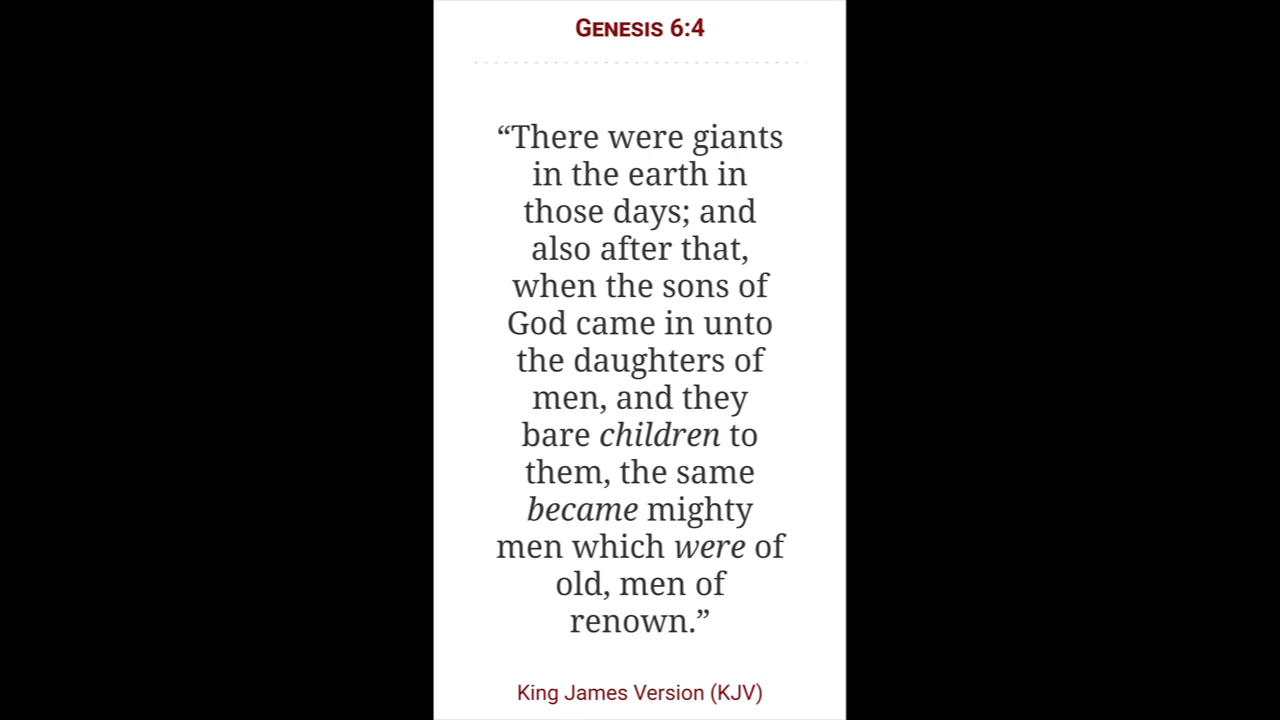 GENESIS 6:4
“There were giants
in the earth in
those days; and
also after that,
when the sons of
God came in unto
the daughters of
men, and they
bare children to
them, the same
became mighty
men which were of
old, men of
renown.”
King James Version (KJV)